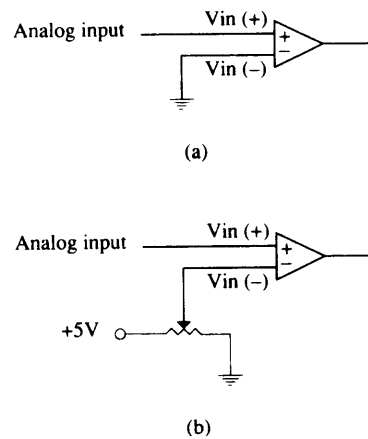 Vin (+)
Analog input
+
−
Vin (−)
(a)
Vin (+)
Analog input
+
−
Vin (−)
+5V
(b)